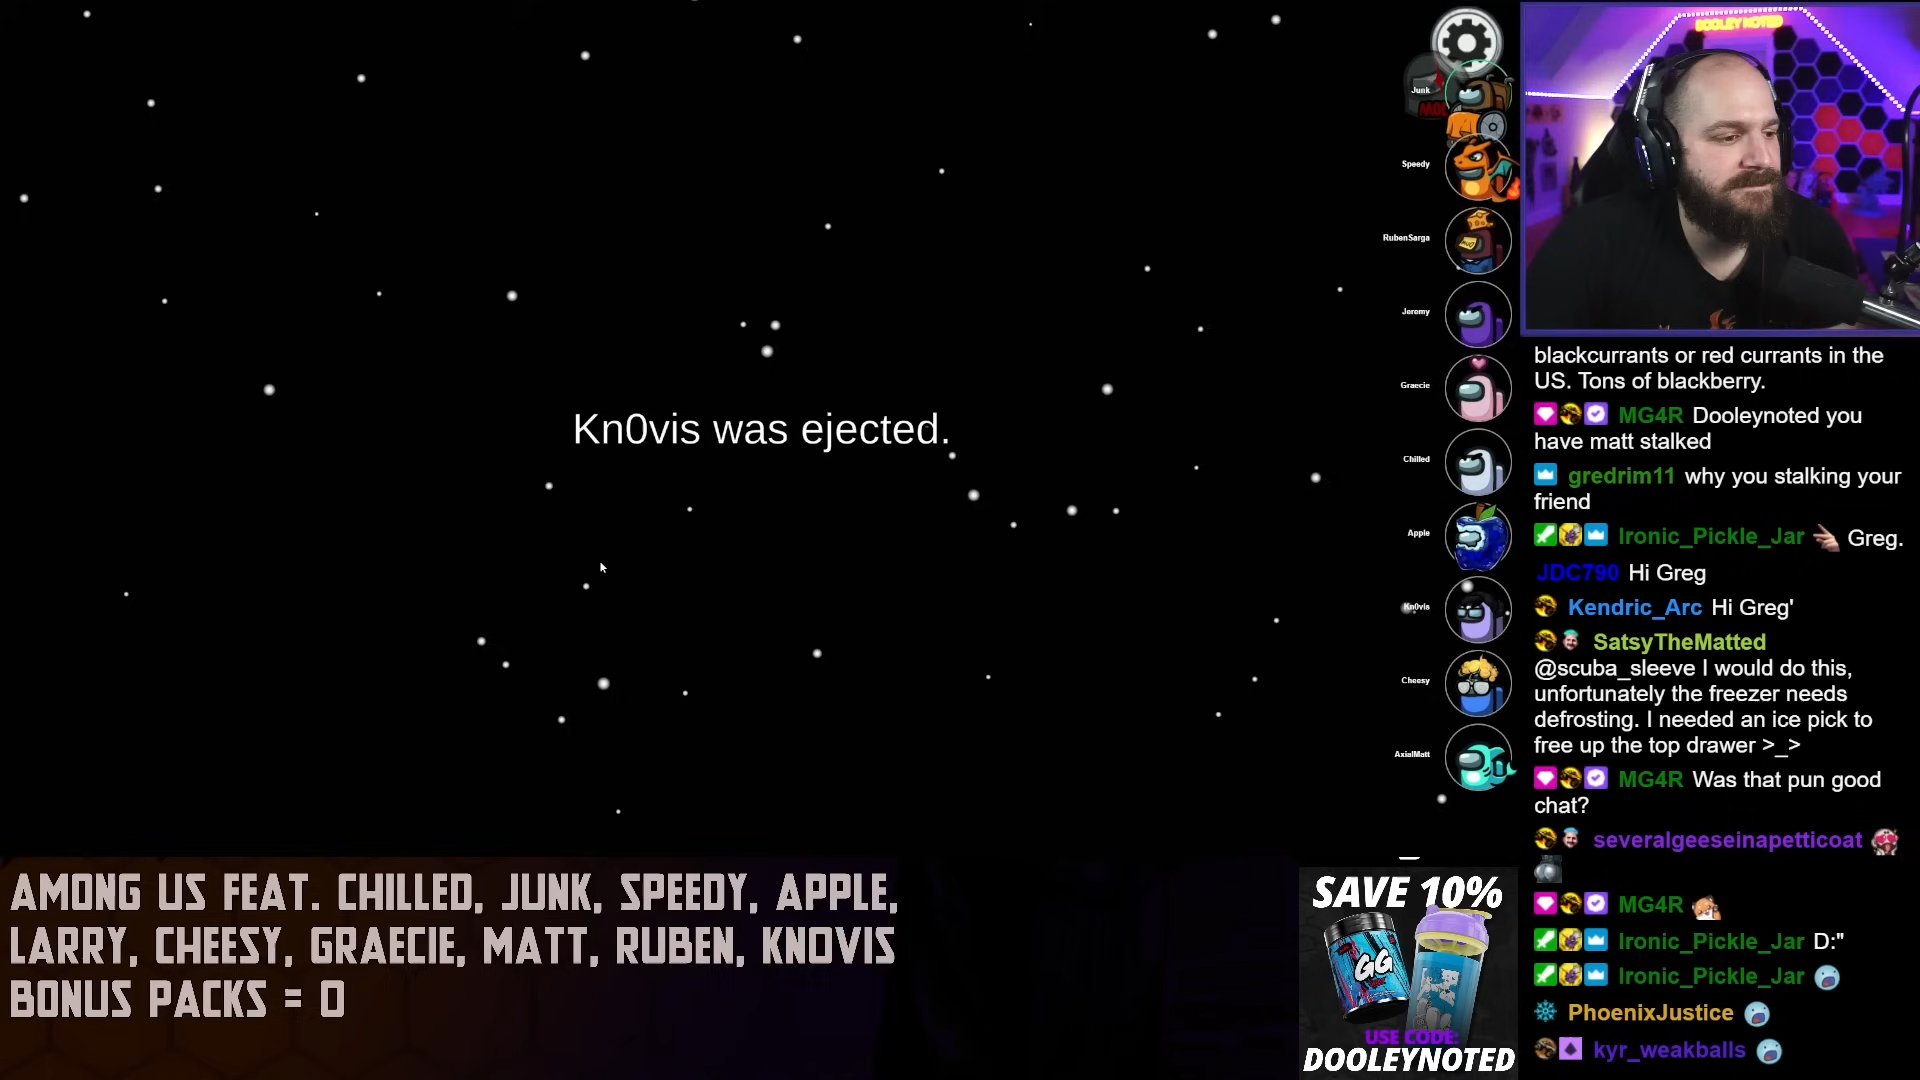 Kn0vis was ejected.
Junk
MOD
Speedy
RubenSarga
Jeremy
Graecie
Chilled
Apple
Kn0vis
Cheesy
AxialMatt
DOOLEY NOTED
blackcurrants or red currants in the
US. Tons of blackberry.
MG4R Dooleynoted you
have matt stalked
gredrim11 why you stalking your
friend
Ironic_Pickle_Jar Greg.
JDC790 Hi Greg
Kendric_Arc Hi Greg'
SatsyTheMatted
@scuba_sleeve I would do this,
unfortunately the freezer needs
defrosting. I needed an ice pick to
free up the top drawer >_>
MG4R Was that pun good
chat?
severalgeeseinapetticoat
MG4R
Ironic_Pickle_Jar D:"
Ironic_Pickle_Jar
PhoenixJustice
kyr_weakballs
AMONG US FEAT. CHILLED, JUNK, SPEEDY, APPLE,
LARRY, CHEESY, GRAECIE, MATT, RUBEN, KNOVIS
BONUS PACKS = 0
SAVE 10%
GG
USE CODE:
DOOLEYNOTED